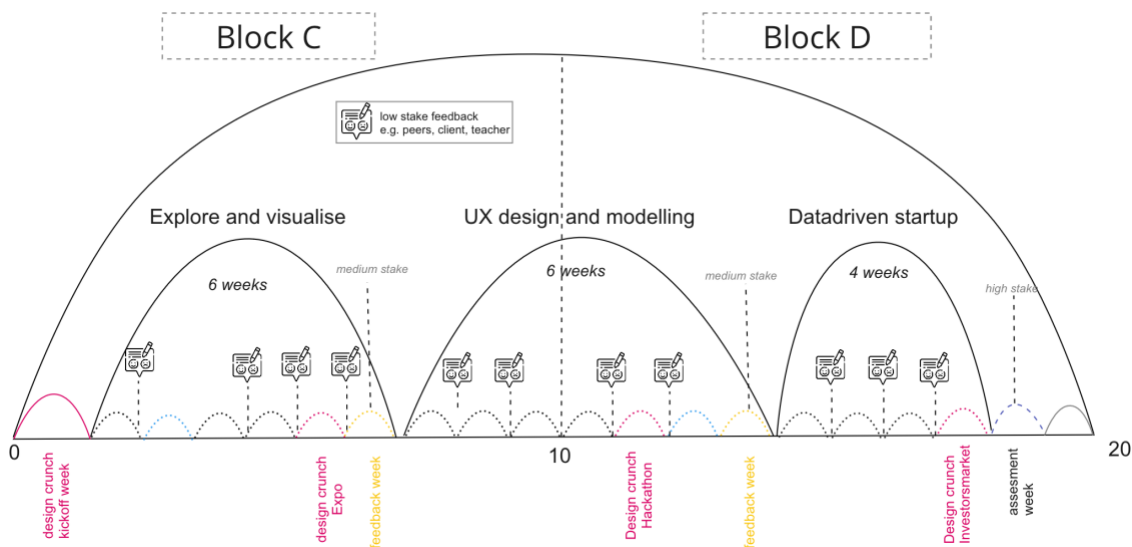 Block C
Block D
low stake feedback
e.g. peers, client, teacher
Explore and visualise
UX design and modelling
Datadriven startup
6 weeks
medium stake
6 weeks
medium stake
4 weeks
high stake
0
10
20
design crunch
kickoff week
design crunch
Expo
feedback week
Design crunch
Hackathon
feedback week
Design crunch
Investorsmarket
assesment
week